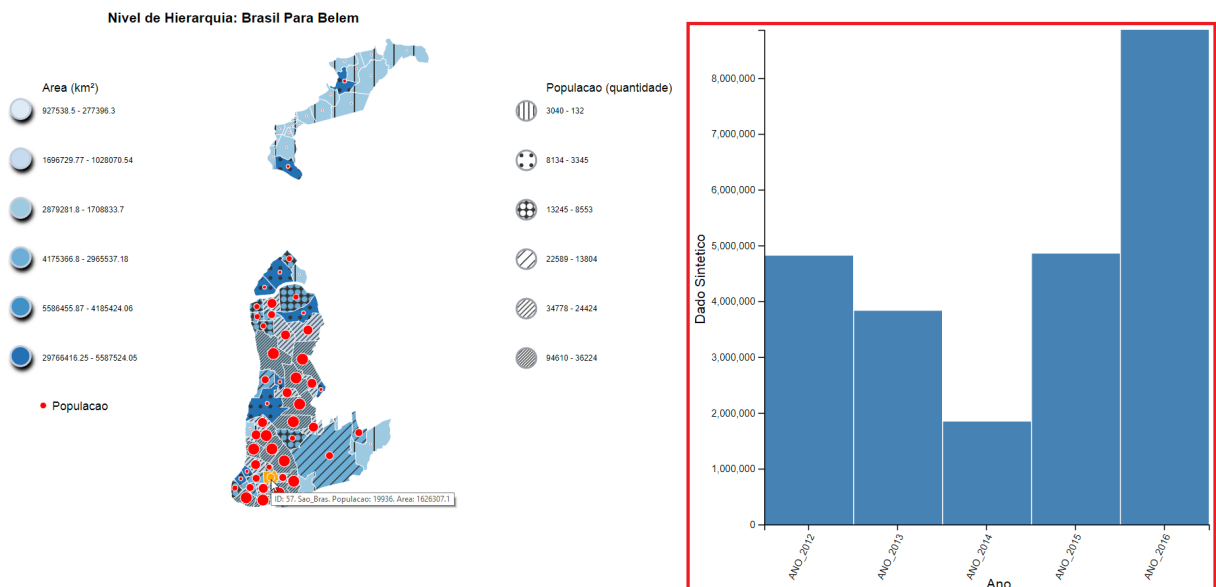 Nivel de Hierarquia: Brasil Para Belem
Area (km²)
927538.5 - 277396.3
1696729.77 - 1028070.54
2879281.8 - 1708833.7
4175366.8 - 2965537.18
5586455.87 - 4185424.06
29766416.25 - 5587524.05
Populacao
Populacao (quantidade)
3040 - 132
8134 - 3345
13245 - 8553
22589 - 13804
34778 - 24424
94610 - 36224
ID: 57, Sao_Bras. Populacao: 19936. Area: 1626307.1
Dado Sintetico
8,000,000
7,000,000
6,000,000
5,000,000
4,000,000
3,000,000
2,000,000
1,000,000
0
ANO_2012
ANO_2013
ANO_2014
ANO_2015
ANO_2016
Ano